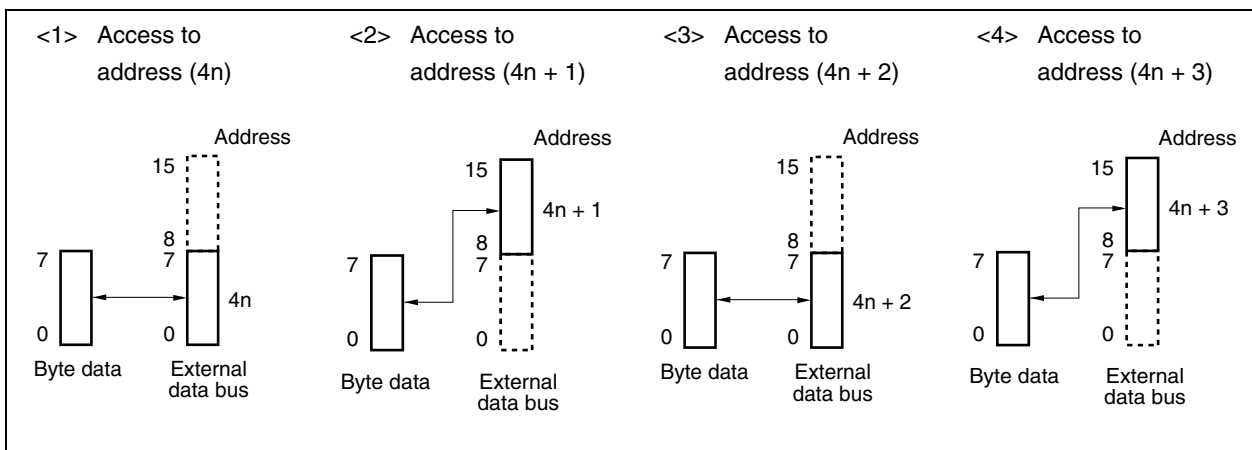 <1> Access to
address (4n)
Address
15
8
7
7
4n
0
0
Byte data
External
data bus
<2> Access to
address (4n + 1)
Address
15
4n + 1
8
7
7
0
0
Byte data
External
data bus
<3> Access to
address (4n + 2)
Address
15
8
7
7
4n + 2
0
0
Byte data
External
data bus
<4> Access to
address (4n + 3)
Address
15
4n + 3
8
7
7
0
0
Byte data
External
data bus